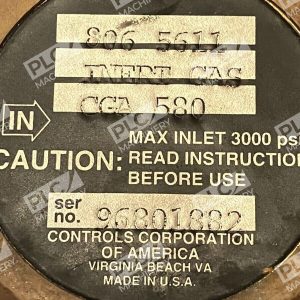 806 5611
INERT GAS
CGA 580
IN
MAX INLET 3000 psi
CAUTION: READ INSTRUCTION
BEFORE USE
ser
no. 96801882
CONTROLS CORPORATION
OF AMERICA
VIRGINIA BEACH VA
MADE IN U.S.A.